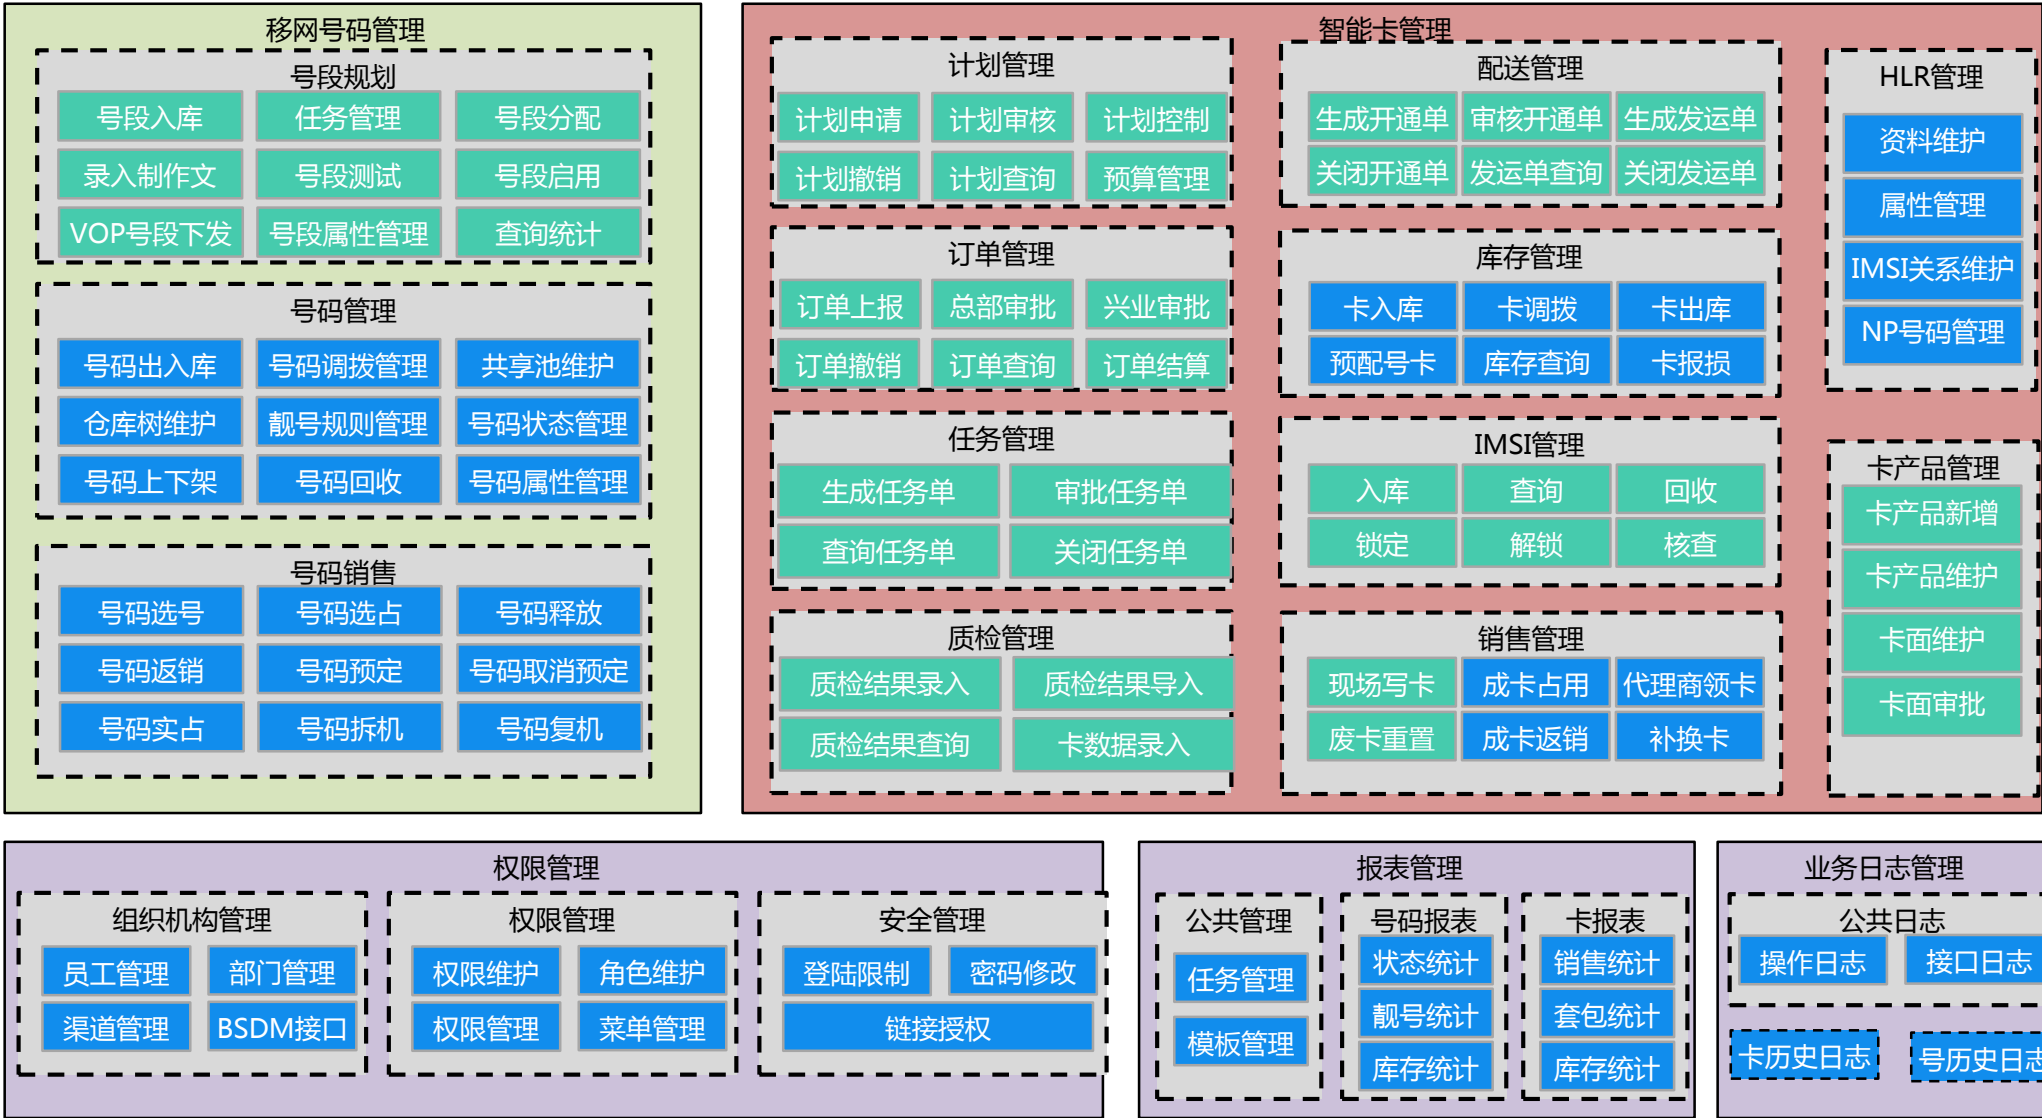 移网号码管理
号段规划
号段入库 任务管理 号段分配
录入制作文 号段测试 号段启用
VOP号段下发 号段属性管理 查询统计
号码管理
号码出入库 号码调拨管理 共享池维护
仓库树维护 靓号规则管理 号码状态管理
号码上下架 号码回收 号码属性管理
号码销售
号码选号 号码选占 号码释放
号码返销 号码预定 号码取消预定
号码实占 号码拆机 号码复机
智能卡管理
计划管理
计划申请 计划审核 计划控制
计划撤销 计划查询 预算管理
订单管理
订单上报 总部审批 兴业审批
订单撤销 订单查询 订单结算
任务管理
生成任务单 审批任务单
查询任务单 关闭任务单
质检管理
质检结果录入 质检结果导入
质检结果查询 卡数据录入
配送管理
生成开通单 审核开通单 生成发运单
关闭开通单 发运单查询 关闭发运单
库存管理
卡入库 卡调拨 卡出库
预配号卡 库存查询 卡报损
IMSI管理
入库 查询 回收
锁定 解锁 核查
销售管理
现场写卡 成卡占用 代理商领卡
废卡重置 成卡返销 补换卡
HLR管理
资料维护
属性管理
IMSI关系维护
NP号码管理
卡产品管理
卡产品新增
卡产品维护
卡面维护
卡面审批
权限管理
组织机构管理
员工管理 部门管理
渠道管理 BSDM接口
权限管理
权限维护 角色维护
权限管理 菜单管理
安全管理
登陆限制 密码修改
链接授权
报表管理
公共管理
任务管理
模板管理
号码报表
状态统计
靓号统计
库存统计
卡报表
销售统计
套包统计
库存统计
业务日志管理
公共日志
操作日志 接口日志
卡历史日志 号历史日志